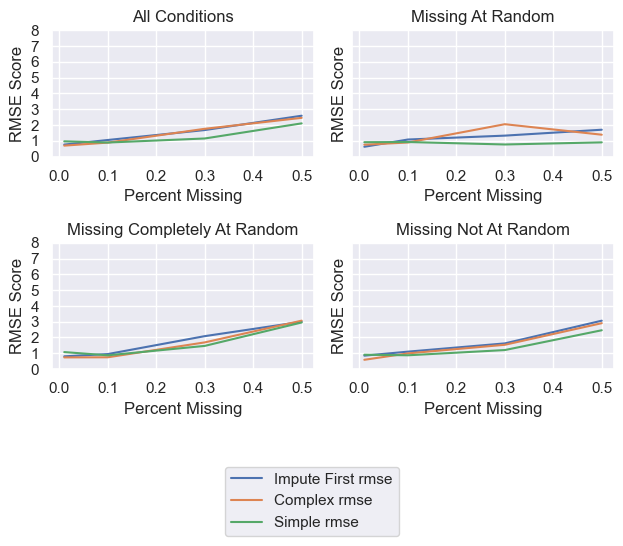 All Conditions
Missing At Random
RMSE Score
8
7
6
5
4
3
2
1
0
RMSE Score
0.0 0.1 0.2 0.3 0.4 0.5
0.0 0.1 0.2 0.3 0.4 0.5
Percent Missing
Percent Missing
Missing Completely At Random
Missing Not At Random
RMSE Score
8
7
6
5
4
3
2
1
0
RMSE Score
0.0 0.1 0.2 0.3 0.4 0.5
0.0 0.1 0.2 0.3 0.4 0.5
Percent Missing
Percent Missing
Impute First rmse
Complex rmse
Simple rmse